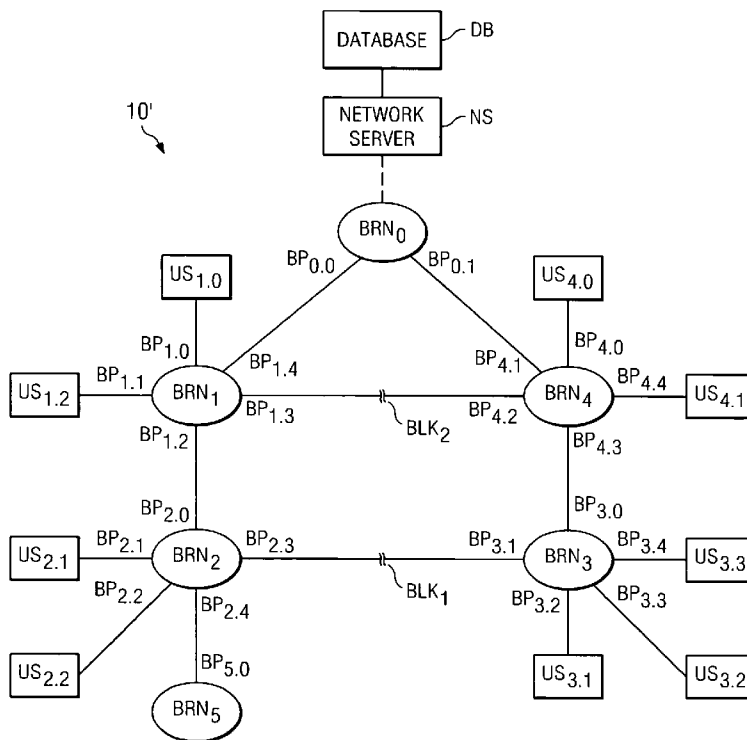 DATABASE
DB
10'
NETWORK
SERVER
NS
BRN0
BP0.0
BP0.1
US1.0
US4.0
BP1.0
BP4.0
BP1.4
BP4.1
BP1.1
BP4.4
US1.2
BRN1
BRN4
US4.1
BP1.3
BP4.2
BP1.2
BLK2
BP4.3
BP2.0
BP3.0
BP2.1
BP2.3
BP3.1
BP3.4
US2.1
BRN2
BRN3
US3.3
BP2.2
BP2.4
BLK1
BP3.2
BP3.3
US2.2
BP5.0
US3.1
US3.2
BRN5